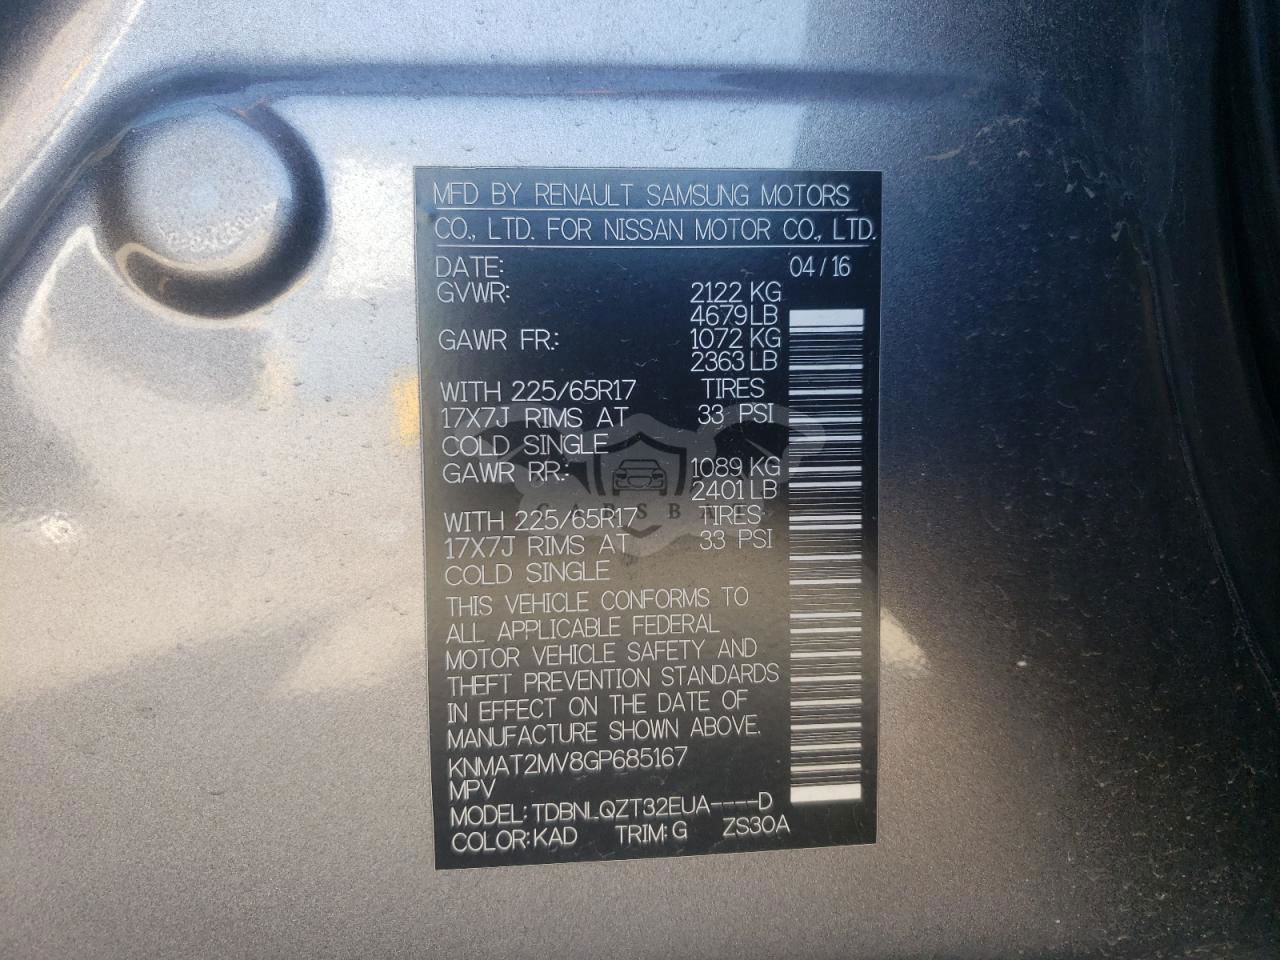 MFD BY RENAULT SAMSUNG MOTORS
CO., LTD. FOR NISSAN MOTOR CO., LTD.
DATE: 04/16
GVWR: 2122 KG
4679 LB
GAWR FR.: 1072 KG
2363 LB
WITH 225/65R17 TIRES
17X7J RIMS AT 33 PSI
COLD SINGLE
GAWR RR.: 1089 KG
2401 LB
WITH 225/65R17 TIRES
17X7J RIMS AT 33 PSI
COLD SINGLE
THIS VEHICLE CONFORMS TO
ALL APPLICABLE FEDERAL
MOTOR VEHICLE SAFETY AND
THEFT PREVENTION STANDARDS
IN EFFECT ON THE DATE OF
MANUFACTURE SHOWN ABOVE.
KNMAT2MV8GP685167
MPV
MODEL: TDBNLQZT32EUA----D
COLOR: KAD TRIM: G ZS30A